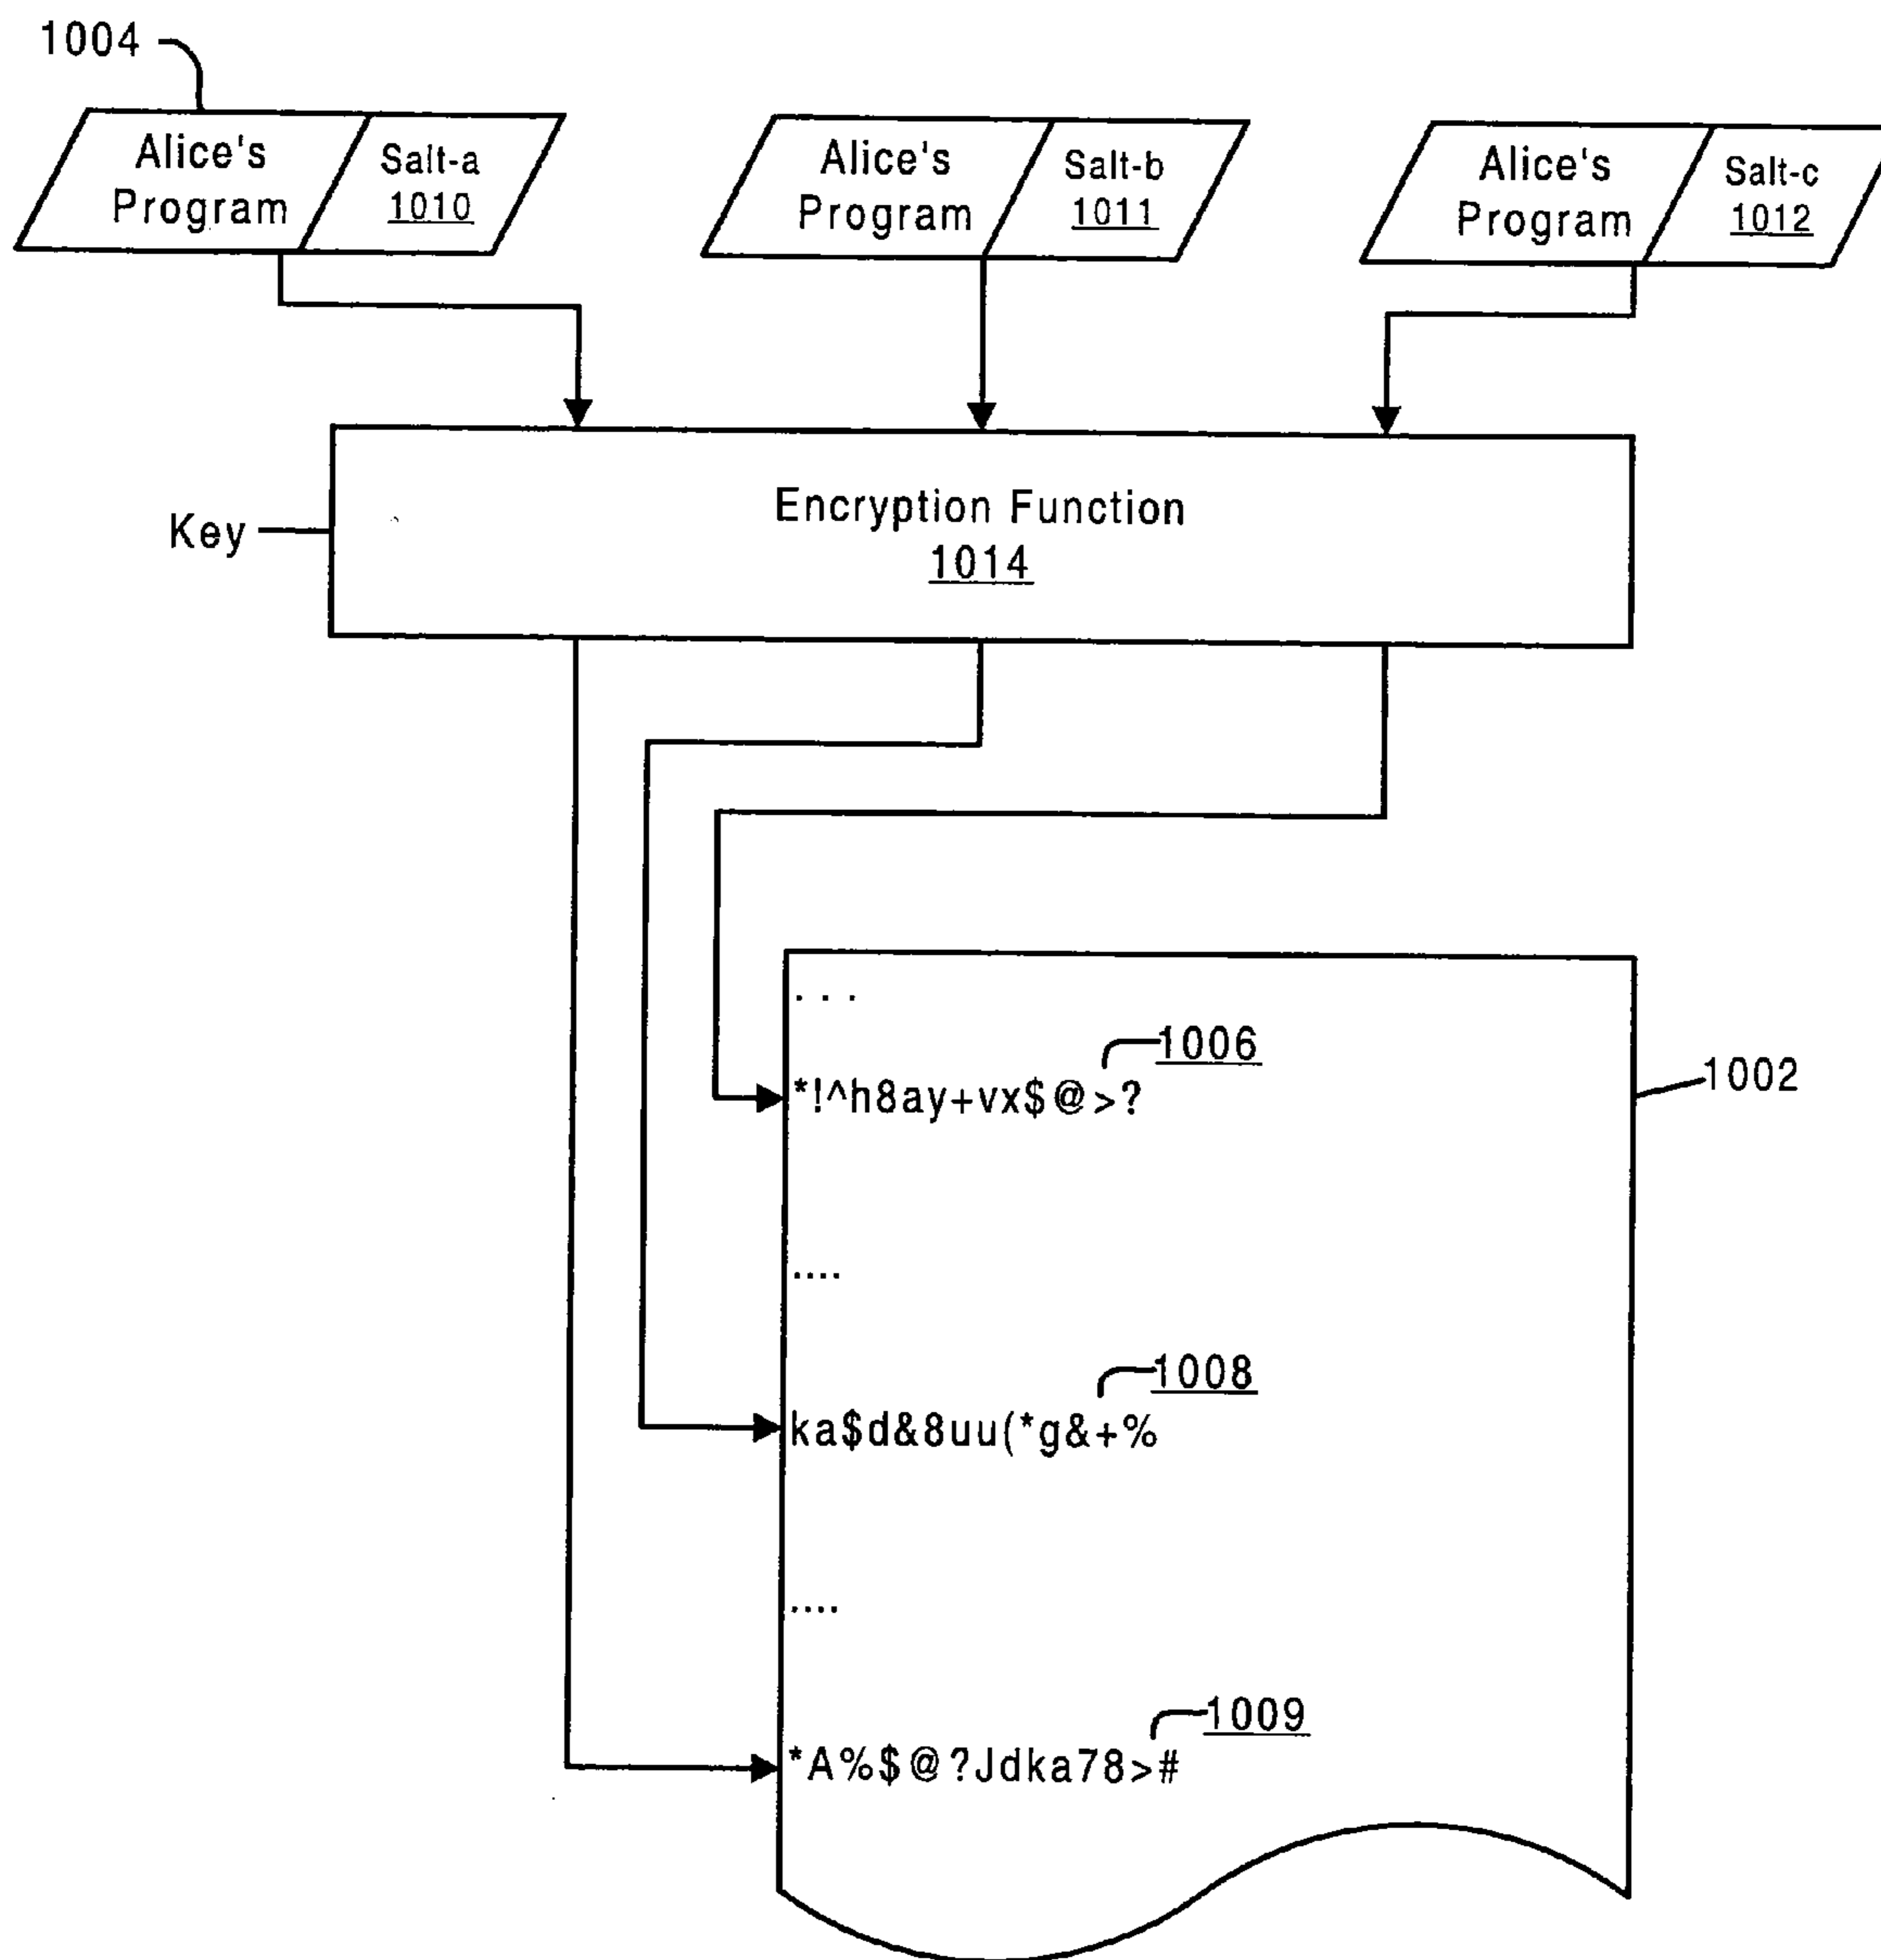 1004
Alice's
Program
Salt-a
1010
Alice's
Program
Salt-b
1011
Alice's
Program
Salt-c
1012
Key
Encryption Function
1014
. . .
1006
*!^h8ay+vx$@>?
1002
....
1008
ka$d&8uu(*g&+%
....
1009
*A%$@?Jdka78>#